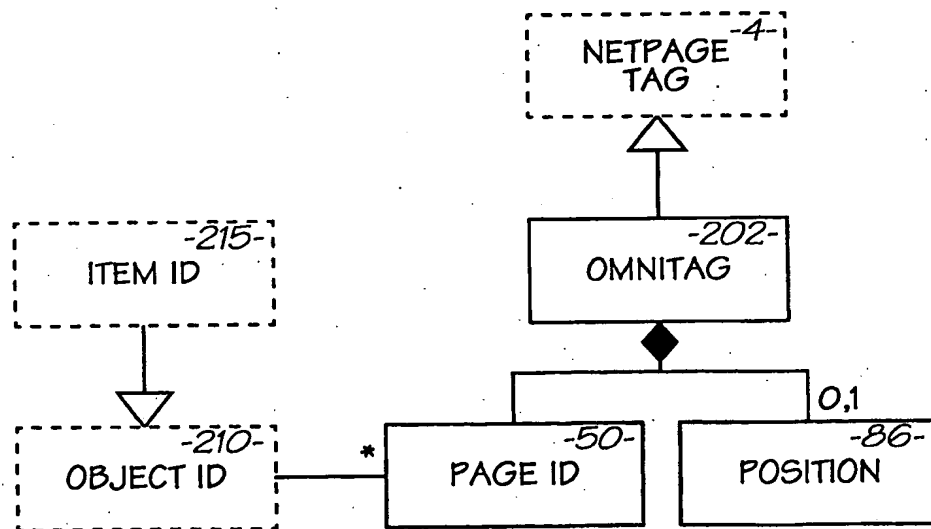 -4-
NETPAGE
TAG
-215-
ITEM ID
-202-
OMNITAG
0,1
-210-
OBJECT ID
*
-50-
PAGE ID
-86-
POSITION